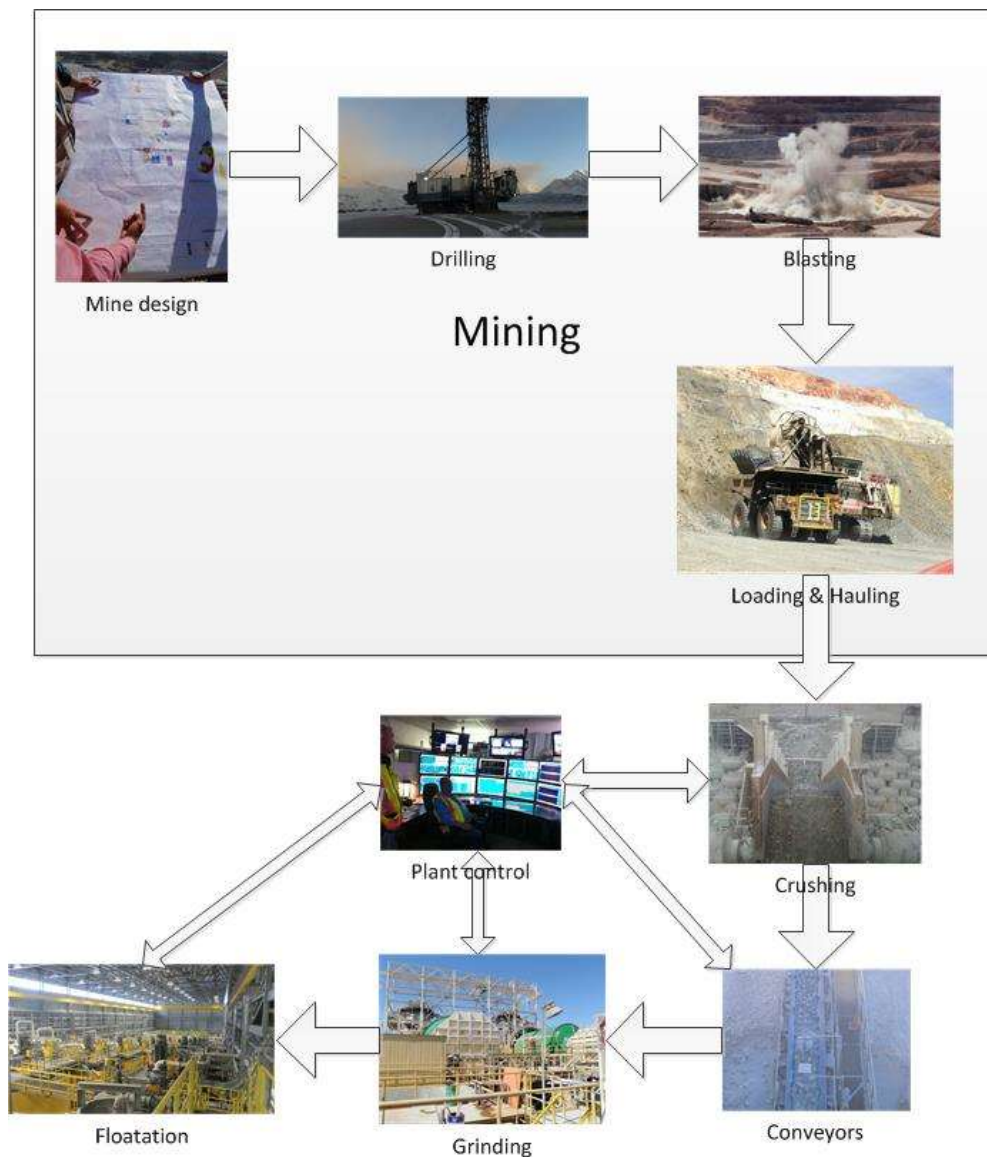 Mine design
Drilling
Blasting
Mining
Loading & Hauling
Plant control
Crushing
Floatation
Grinding
Conveyors